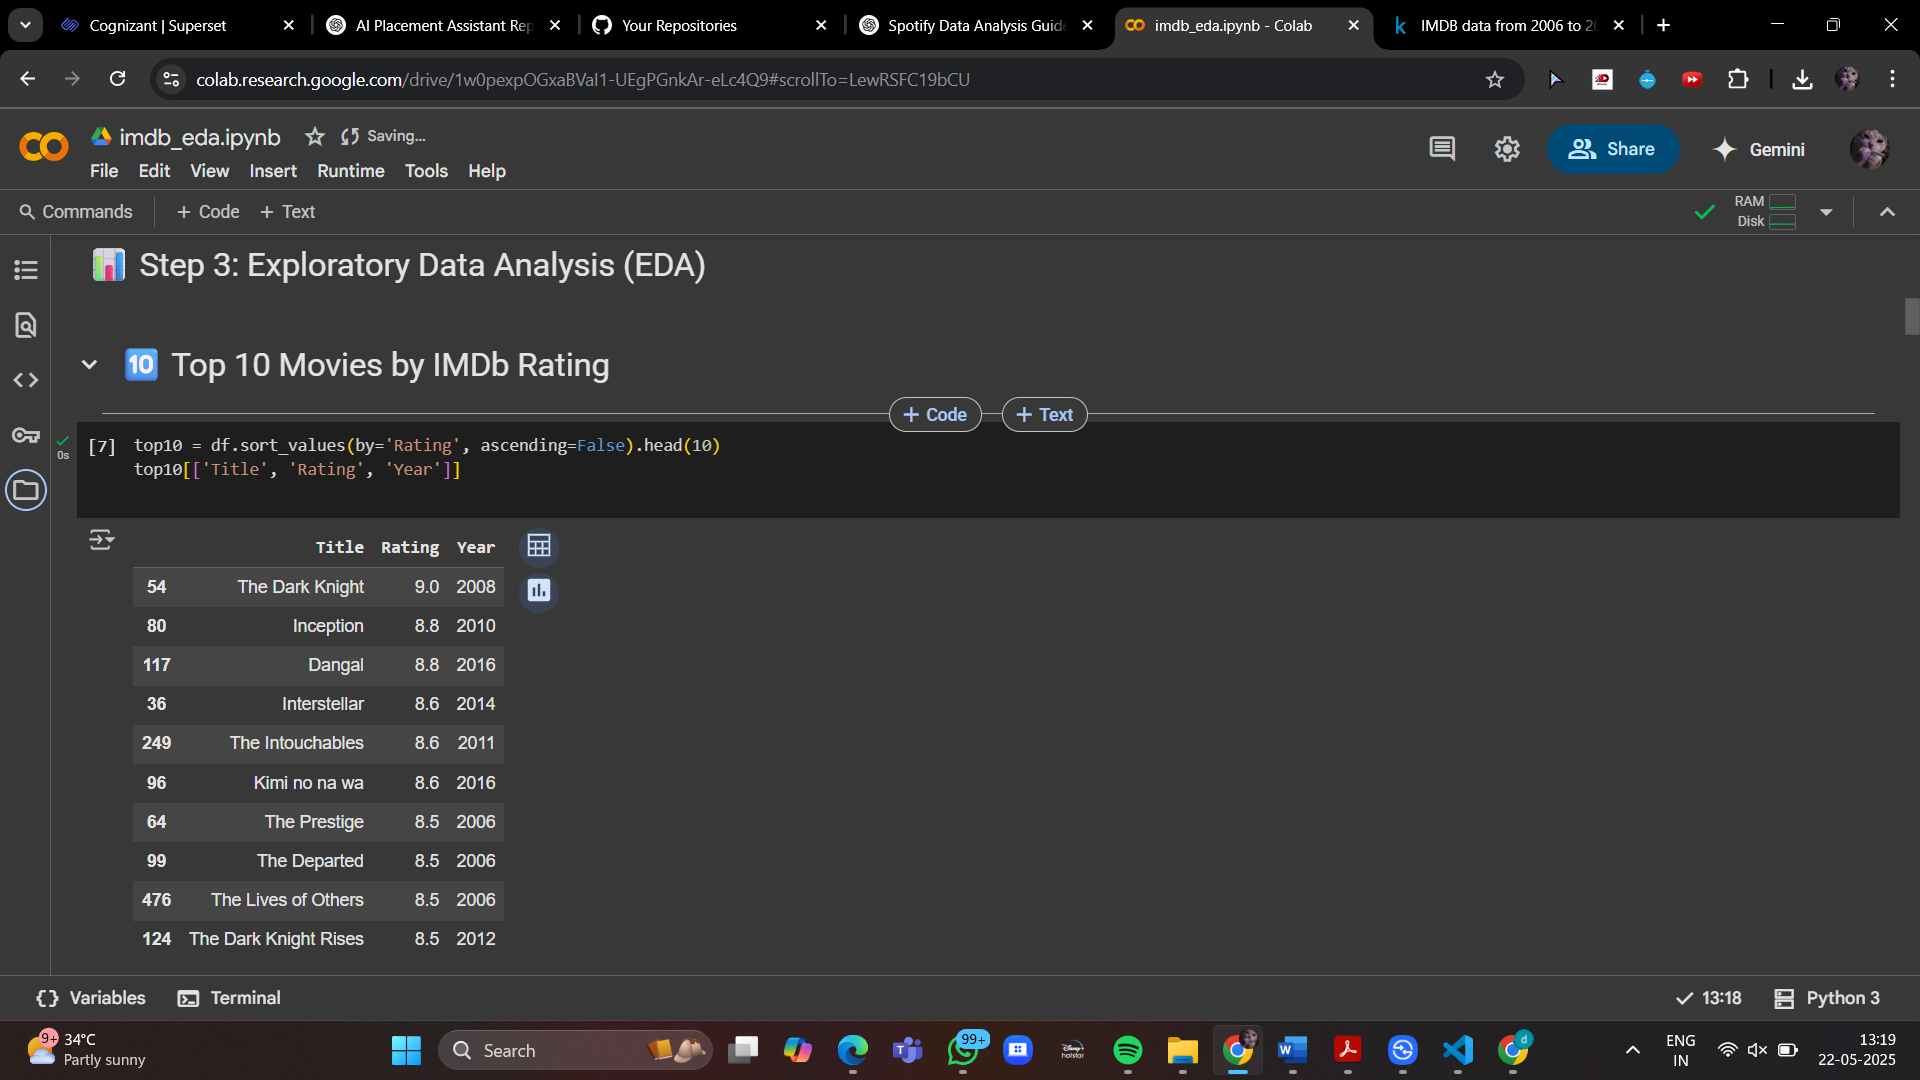 Cognizant | Superset
AI Placement Assistant Rep
Your Repositories
Spotify Data Analysis Guide
imdb_eda.ipynb - Colab
IMDB data from 2006 to 20
colab.research.google.com/drive/1w0pexpOGxaBVaI1-UEgPGnkAr-eLc4Q9#scrollTo=LewRSFC19bCU
CO
imdb_eda.ipynb
Saving...
Share
Gemini
File Edit View Insert Runtime Tools Help
Commands + Code + Text
RAM
Disk
Step 3: Exploratory Data Analysis (EDA)
10 Top 10 Movies by IMDb Rating
+ Code + Text
0s
[7] top10 = df.sort_values(by='Rating', ascending=False).head(10)
top10[['Title', 'Rating', 'Year']]
Title Rating Year
54 The Dark Knight 9.0 2008
80 Inception 8.8 2010
117 Dangal 8.8 2016
36 Interstellar 8.6 2014
249 The Intouchables 8.6 2011
96 Kimi no na wa 8.6 2016
64 The Prestige 8.5 2006
99 The Departed 8.5 2006
476 The Lives of Others 8.5 2006
124 The Dark Knight Rises 8.5 2012
{} Variables
Terminal
13:18
Python 3
9+
34°C
Partly sunny
Search
99+
Disney+
hotstar
d
ENG
IN
13:19
22-05-2025